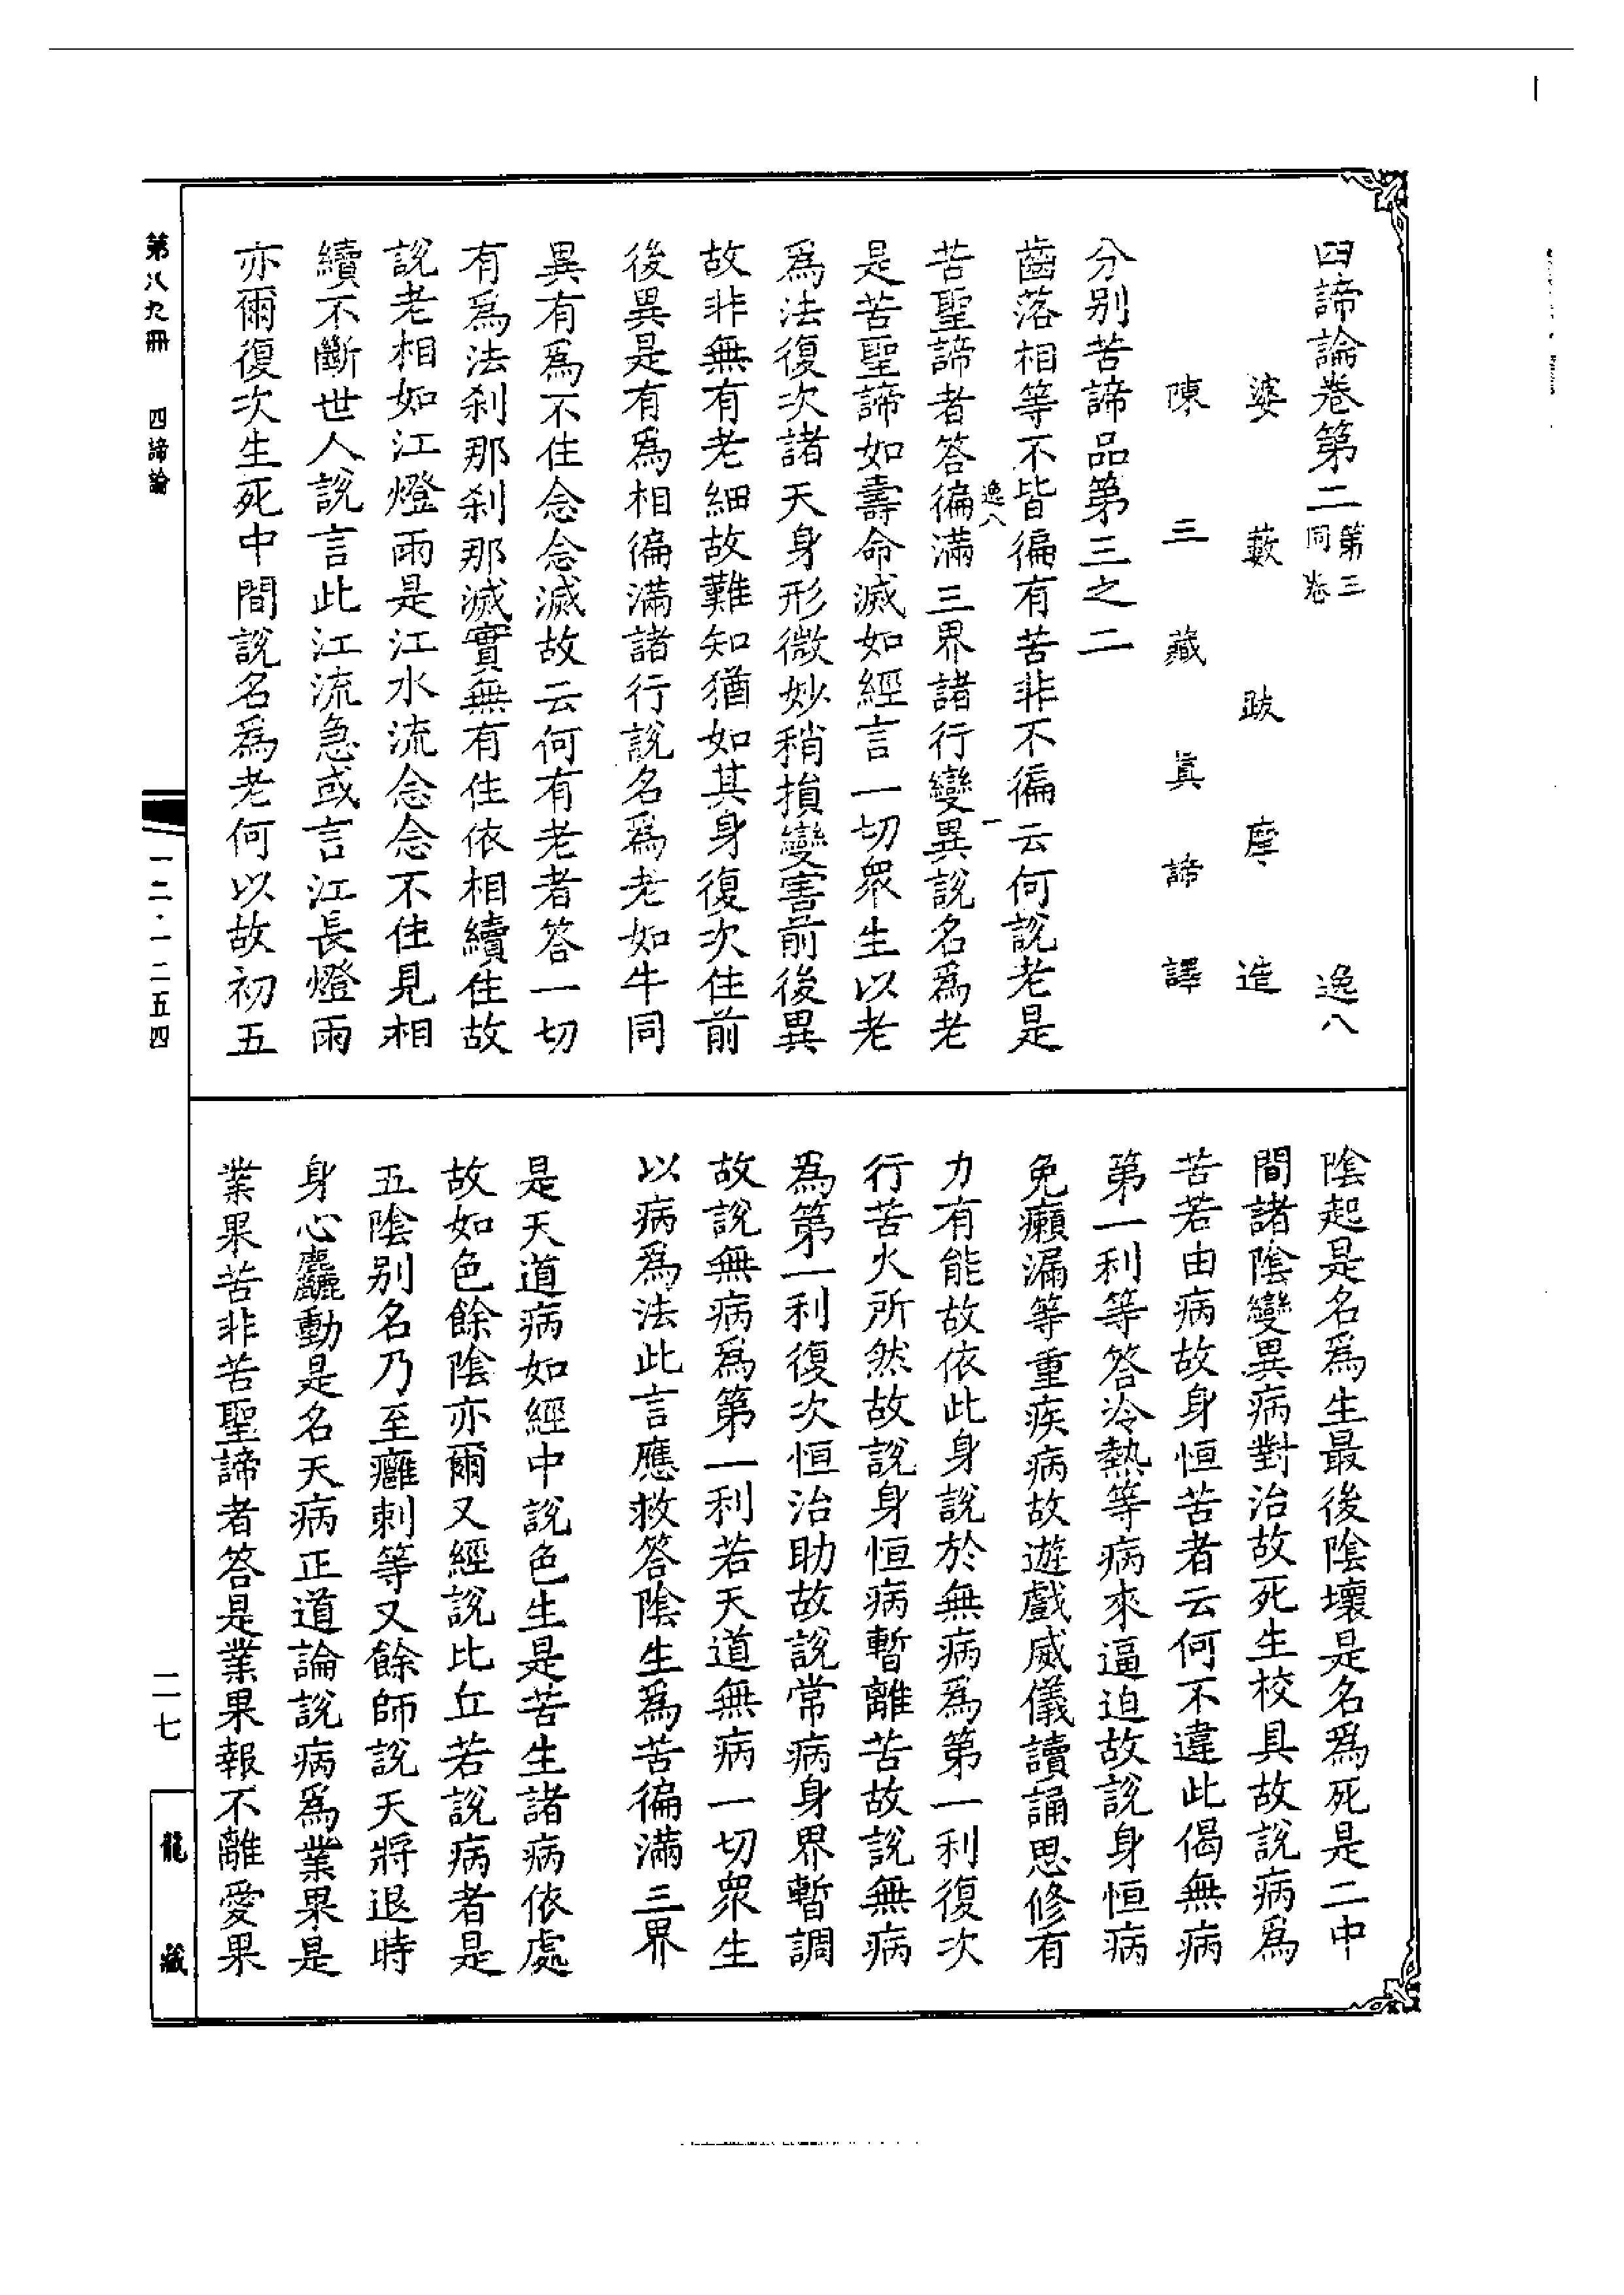 四諦論卷第二 第三同卷 逸八
婆藪跋摩造
陳三藏眞諦譯
分别苦諦品第三之二
齒落相等不皆徧有苦非不徧云何說老是
苦聖諦者答徧滿三界諸行變異說名爲老
逸八 一
是苦聖諦如壽命滅如經言一切衆生以老
爲法復次諸天身形微妙稍損變害前後異
故非無有老細故難知猶如其身復次住前
後異是有爲相徧滿諸行說名爲老如牛同
異有爲不住念念滅故云何有老者答一切
有爲法刹那刹那滅實無有住依相續住故
說老相如江燈雨是江水流念念不住見相
續不斷世人說言此江流急或言江長燈雨
亦爾復次生死中間說名爲老何以故初五
陰起是名爲生最後陰壞是名爲死是二中
間諸陰變異病對治故死生校具故說病爲
苦若由病故身恒苦者云何不違此偈無病
第一利等答冷熱等病來逼迫故說身恒病
免癩漏等重疾病故遊戲威儀讀誦思修有
力有能故依此身說於無病爲第一利復次
行苦火所然故說身恒病暫離苦故說無病
爲第一利復次恒治助故說常病身界暫調
故說無病爲第一利若天道無病一切衆生
以病爲法此言應救答陰生爲苦徧滿三界
是天道病如經中說色生是苦生諸病依處
故如色餘陰亦爾又經說比丘若說病者是
五陰别名乃至癰刺等又餘師說天將退時
身心麤動是名天病正道論說病爲業果是
業果苦非苦聖諦者答是業果報不離愛果
第八九冊 四諦論 一二·一二五四 二一七 龍藏